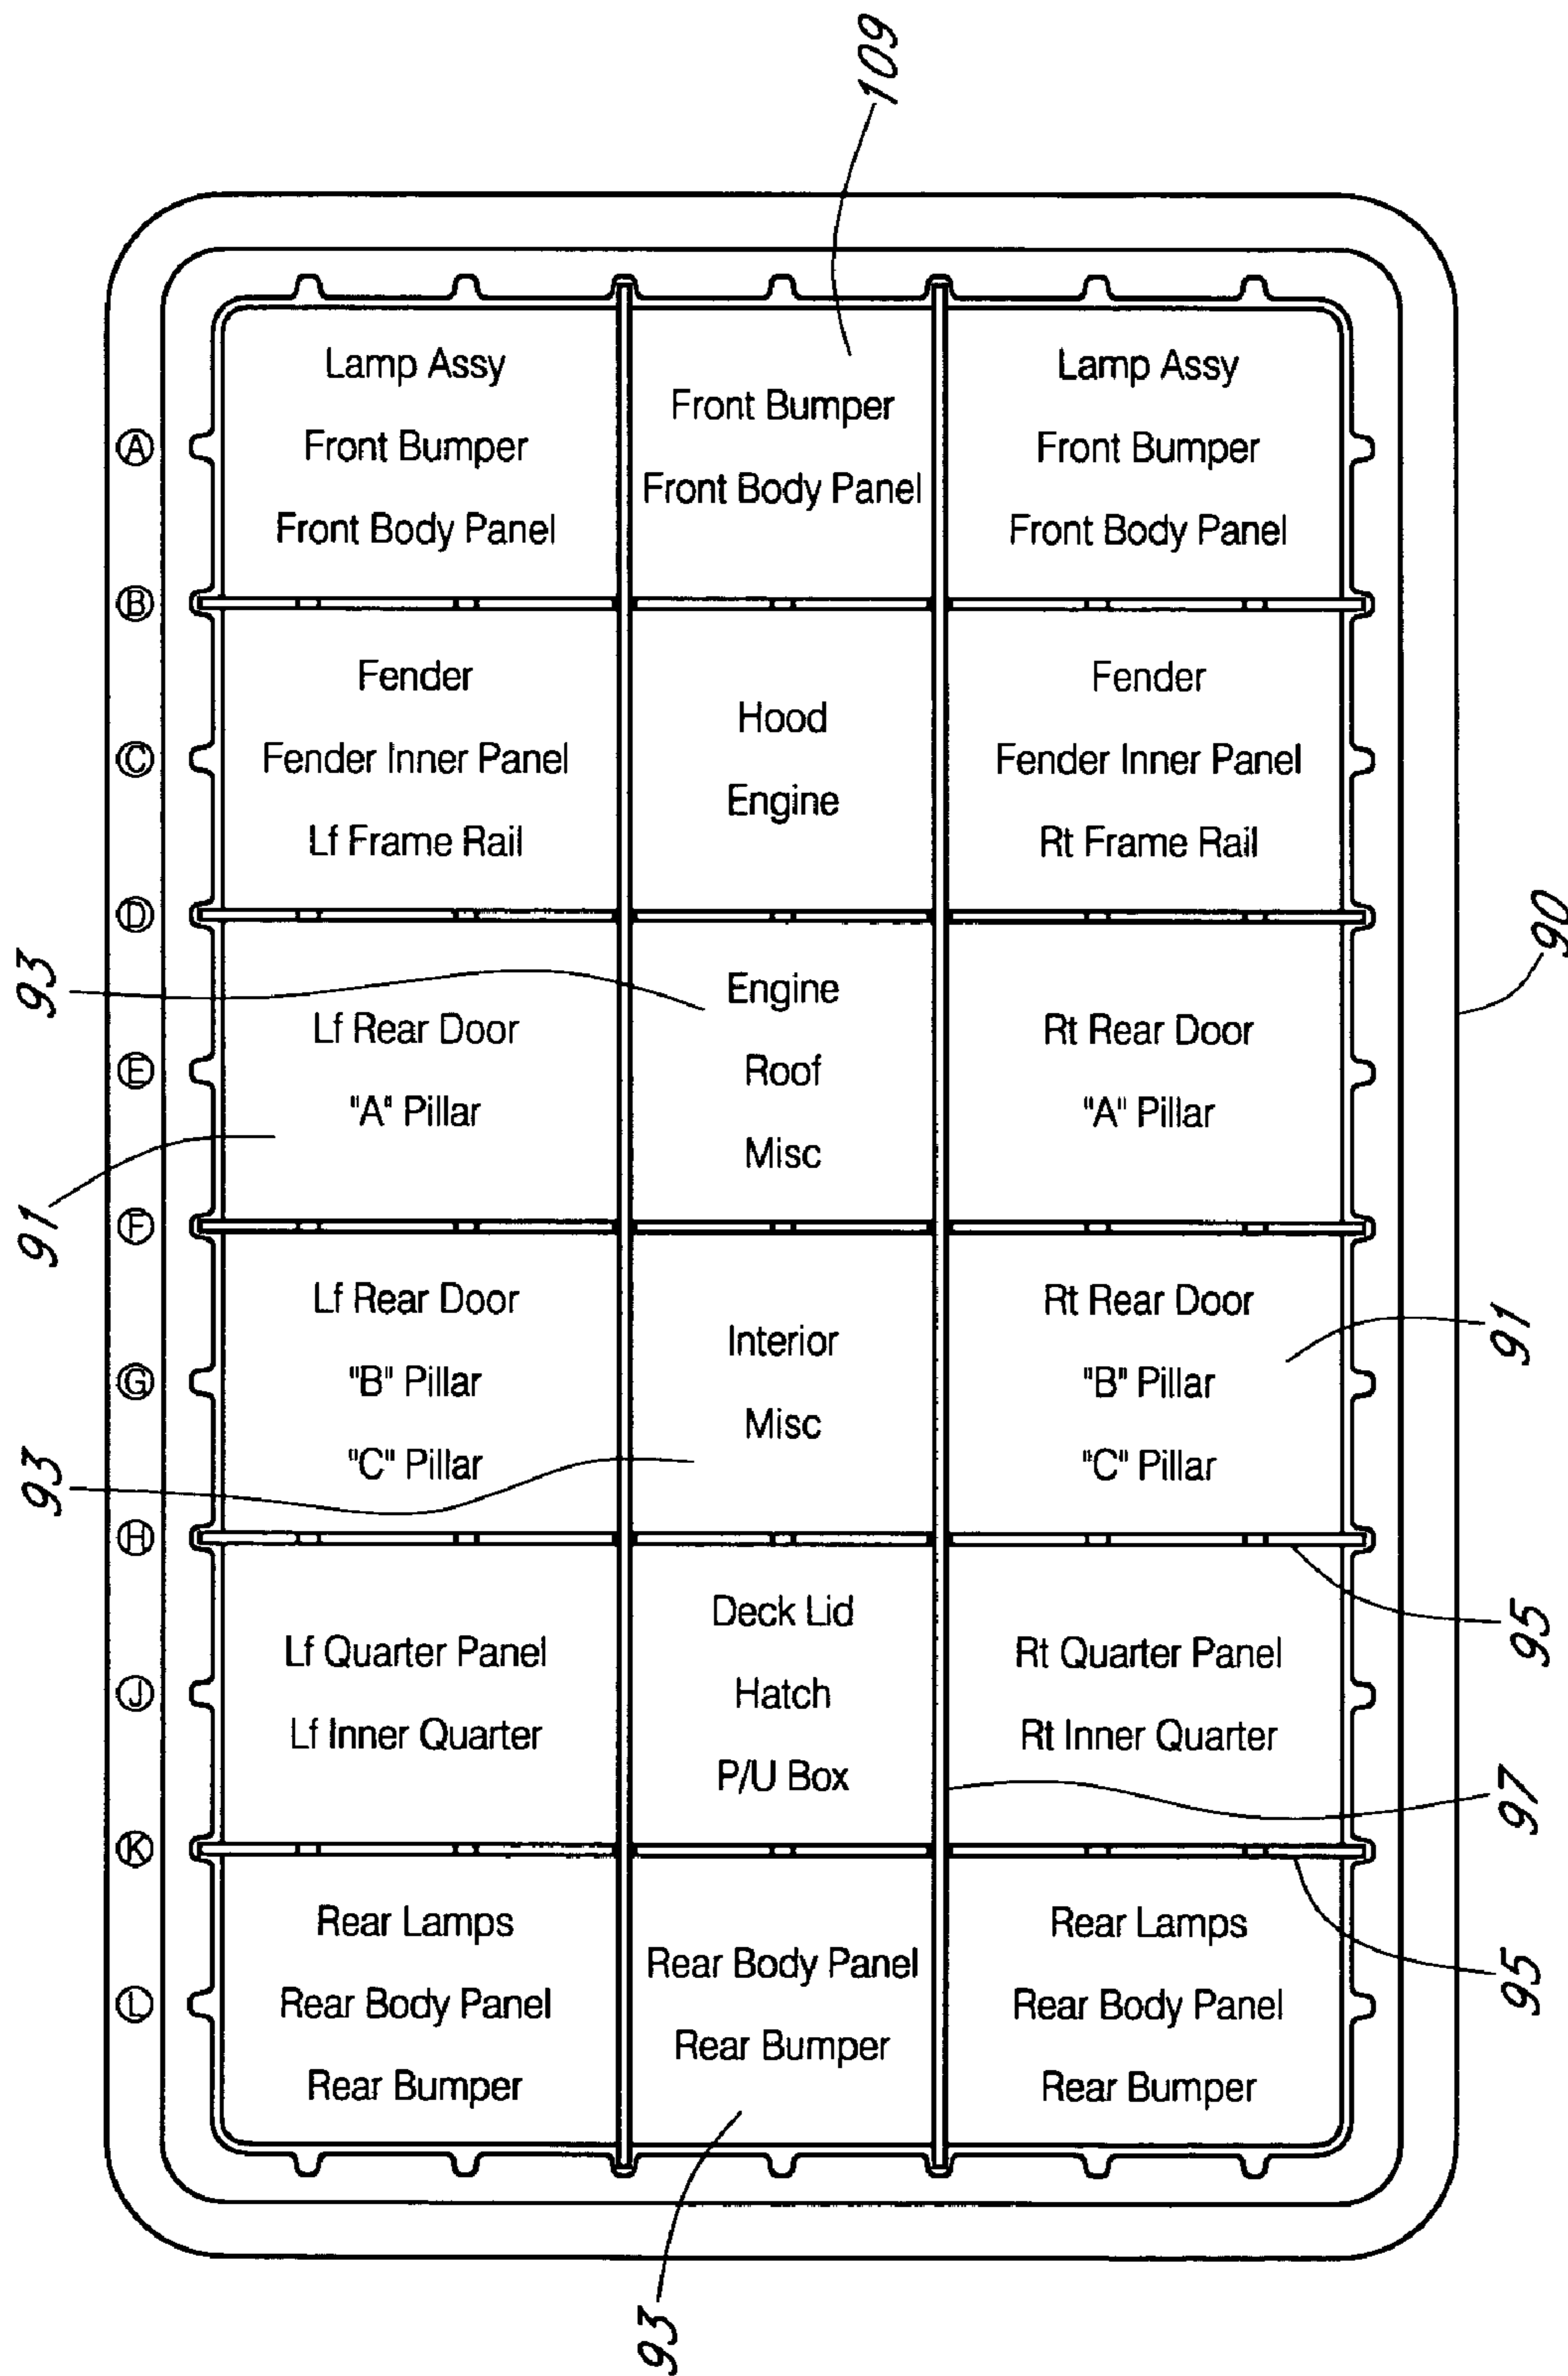 109
Lamp Assy
Front Bumper
Front Body Panel
Front Bumper
Front Body Panel
Lamp Assy
Front Bumper
Front Body Panel
A
B
Fender
Fender Inner Panel
Lf Frame Rail
Hood
Engine
Fender
Fender Inner Panel
Rt Frame Rail
C
D
93
90
Lf Rear Door
"A" Pillar
Engine
Roof
Misc
Rt Rear Door
"A" Pillar
E
91
F
Lf Rear Door
"B" Pillar
"C" Pillar
Interior
Misc
Rt Rear Door
"B" Pillar
"C" Pillar
91
G
93
H
95
Lf Quarter Panel
Lf Inner Quarter
Deck Lid
Hatch
P/U Box
Rt Quarter Panel
Rt Inner Quarter
J
97
K
95
Rear Lamps
Rear Body Panel
Rear Bumper
Rear Body Panel
Rear Bumper
Rear Lamps
Rear Body Panel
Rear Bumper
L
93